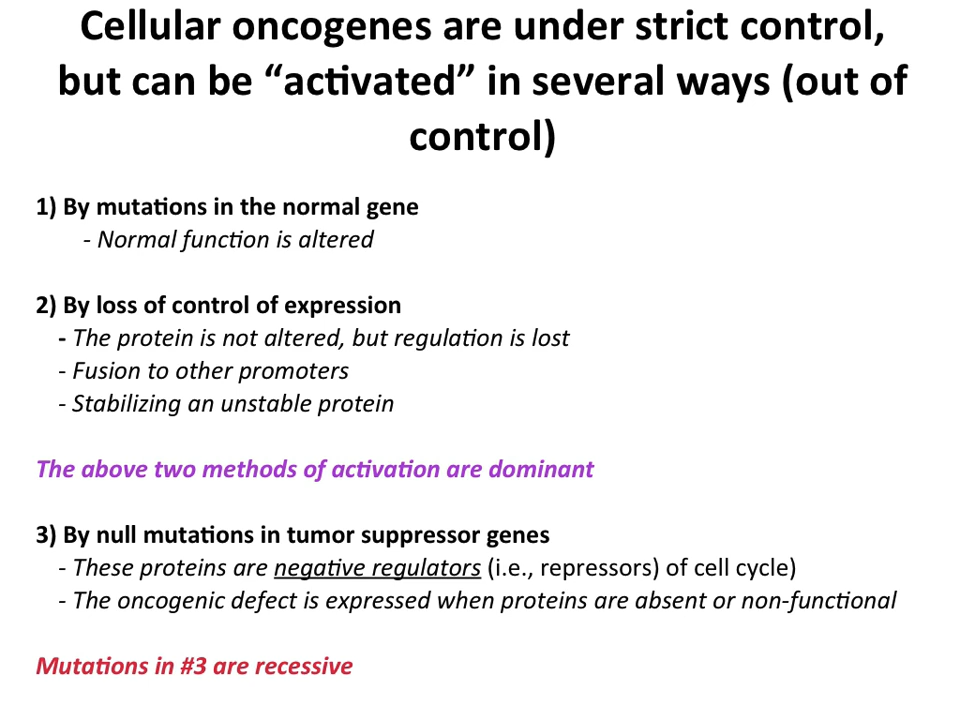 Cellular oncogenes are under strict control,
but can be “activated” in several ways (out of
control)
1) By mutations in the normal gene
- Normal function is altered
2) By loss of control of expression
- The protein is not altered, but regulation is lost
- Fusion to other promoters
- Stabilizing an unstable protein
The above two methods of activation are dominant
3) By null mutations in tumor suppressor genes
- These proteins are negative regulators (i.e., repressors) of cell cycle)
- The oncogenic defect is expressed when proteins are absent or non-functional
Mutations in #3 are recessive